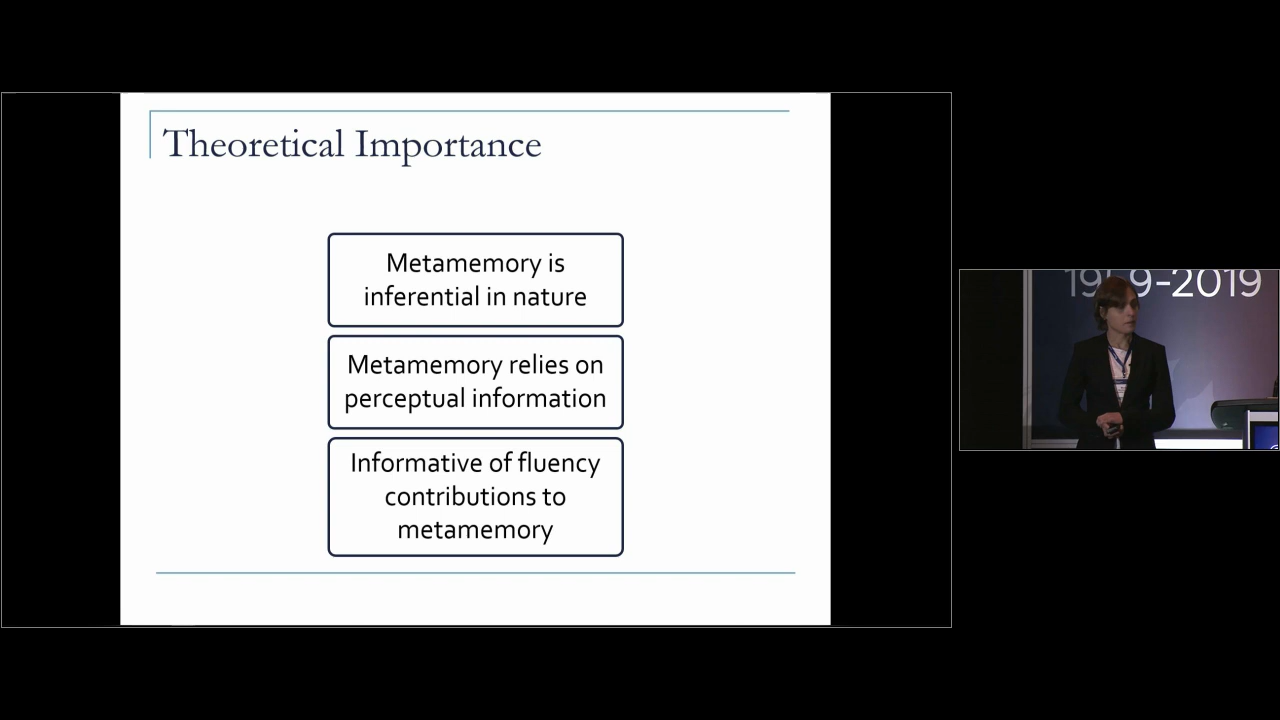 Theoretical Importance
Metamemory is
inferential in nature
Metamemory relies on
perceptual information
Informative of fluency
contributions to
metamemory
9-2019